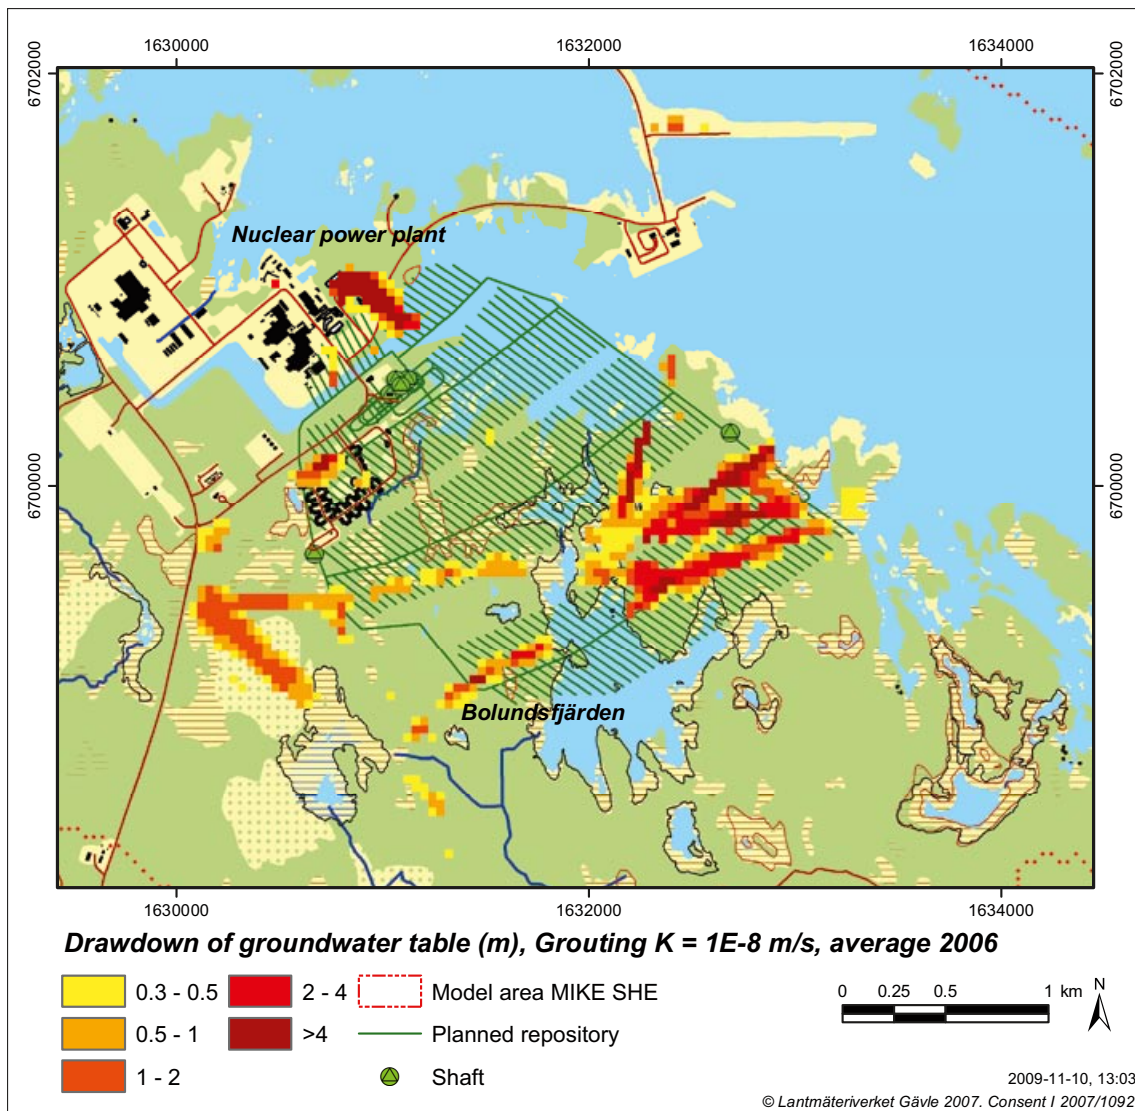 1630000 1632000 1634000
6702000 6702000
Nuclear power plant
6700000 6700000
Bolundsfjärden
1630000 1632000 1634000
Drawdown of groundwater table (m), Grouting K = 1E-8 m/s, average 2006
0.3 - 0.5 2 - 4 Model area MIKE SHE
0 0.25 0.5 1 km N
0.5 - 1 >4 Planned repository
1 - 2 Shaft
2009-11-10, 13:03
© Lantmäteriverket Gävle 2007. Consent I 2007/1092